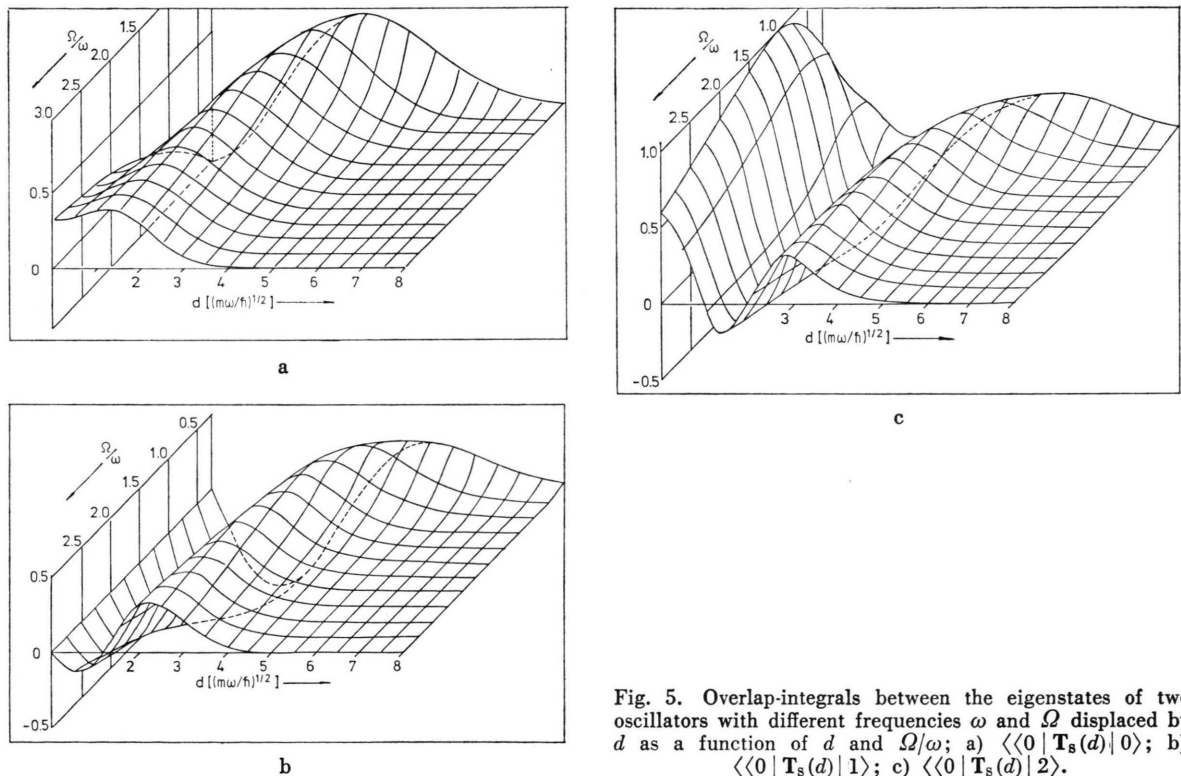 Ω/ω
1.5
2.0
2.5
3.0
0.5
0
2 3 4 5 6 7 8
d [(mω/ħ)¹/²]
a
Ω/ω
0.5
1.0
1.5
2.0
2.5
0.5
0
-0.5
2 3 4 5 6 7 8
d [(mω/ħ)¹/²]
b
Ω/ω
1.0
1.5
2.0
2.5
1.0
0.5
0
-0.5
3 4 5 6 7 8
d [(mω/ħ)¹/²]
c
Fig. 5. Overlap-integrals between the eigenstates of two
oscillators with different frequencies ω and Ω displaced by
d as a function of d and Ω/ω; a) ⟨⟨0 | Tₛ(d) | 0⟩; b)
⟨⟨0 | Tₛ(d) | 1⟩; c) ⟨⟨0 | Tₛ(d) | 2⟩.